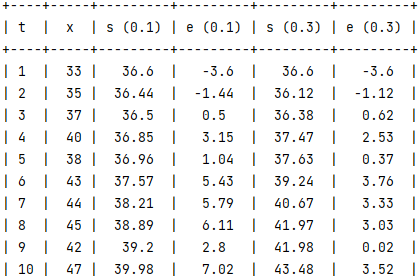 +----+----+---------+---------+---------+---------+
| t | x | s (0.1) | e (0.1) | s (0.3) | e (0.3) |
+----+----+---------+---------+---------+---------+
| 1 | 33 | 36.6 | -3.6 | 36.6 | -3.6 |
| 2 | 35 | 36.44 | -1.44 | 36.12 | -1.12 |
| 3 | 37 | 36.5 | 0.5 | 36.38 | 0.62 |
| 4 | 40 | 36.85 | 3.15 | 37.47 | 2.53 |
| 5 | 38 | 36.96 | 1.04 | 37.63 | 0.37 |
| 6 | 43 | 37.57 | 5.43 | 39.24 | 3.76 |
| 7 | 44 | 38.21 | 5.79 | 40.67 | 3.33 |
| 8 | 45 | 38.89 | 6.11 | 41.97 | 3.03 |
| 9 | 42 | 39.2 | 2.8 | 41.98 | 0.02 |
| 10 | 47 | 39.98 | 7.02 | 43.48 | 3.52 |